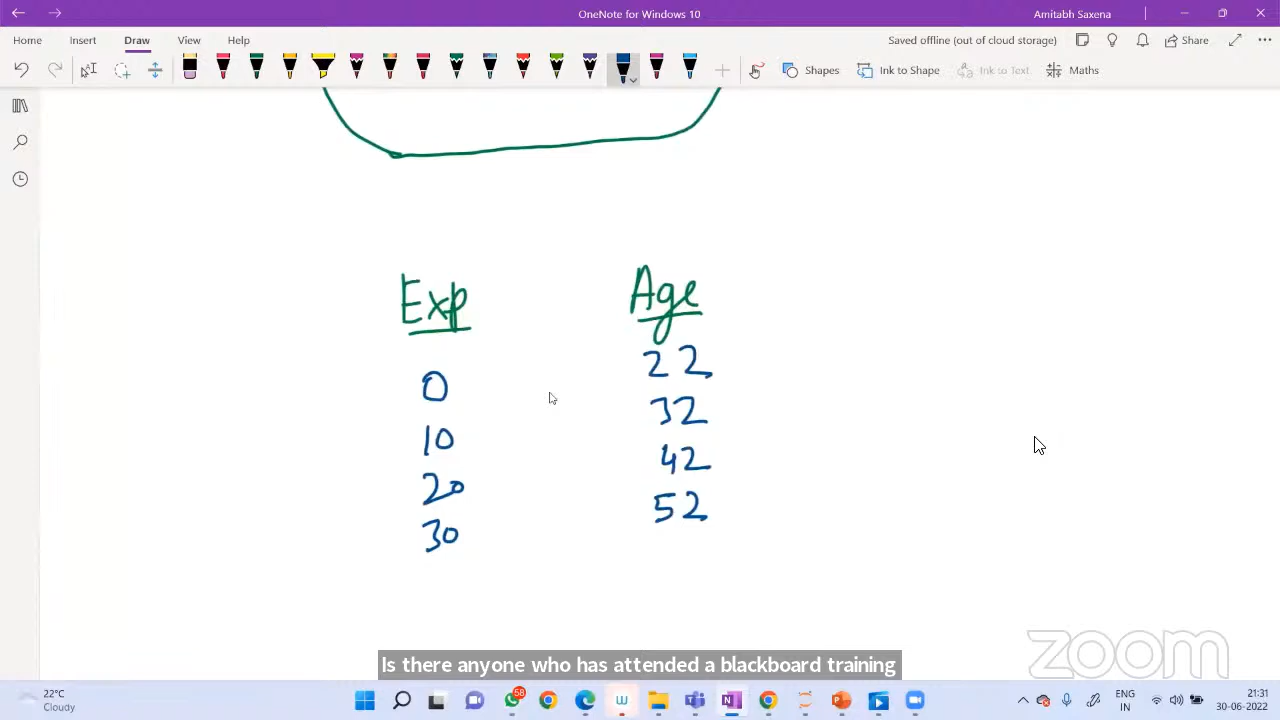 OneNote for Windows 10
Amitabh Saxena
Home Insert Draw View Help
Saved offline (out of cloud storage)
Share
Shapes
Ink to Shape
Ink to Text
Maths
Exp Age
0 22
10 32
20 42
30 52
Is there anyone who has attended a blackboard training
zoom
22°C
Cloudy
58
ENG
IN
21:31
30-06-2022